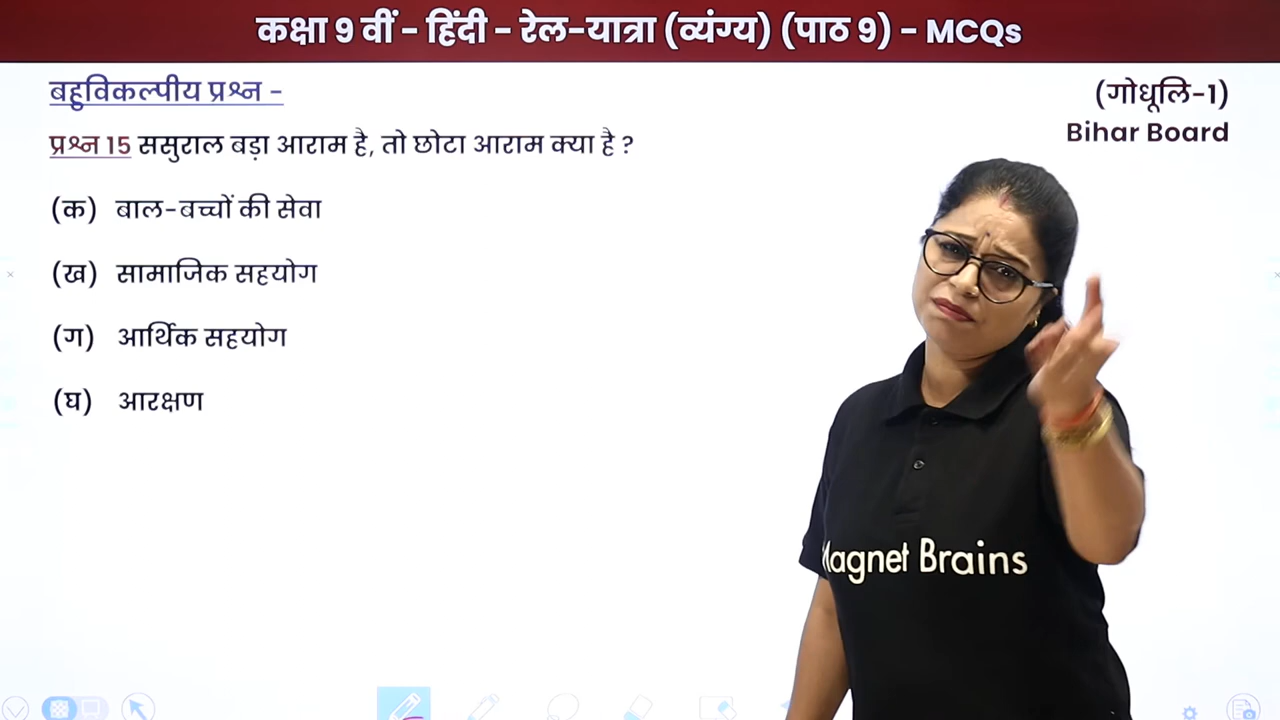 कक्षा 9 वीं - हिंदी - रेल-यात्रा (व्यंग्य) (पाठ 9) - MCQs
बहुविकल्पीय प्रश्न -
(गोधूलि-1)
Bihar Board
प्रश्न 15 ससुराल बड़ा आराम है, तो छोटा आराम क्या है ?
(क) बाल-बच्चों की सेवा
(ख) सामाजिक सहयोग
(ग) आर्थिक सहयोग
(घ) आरक्षण
Magnet Brains